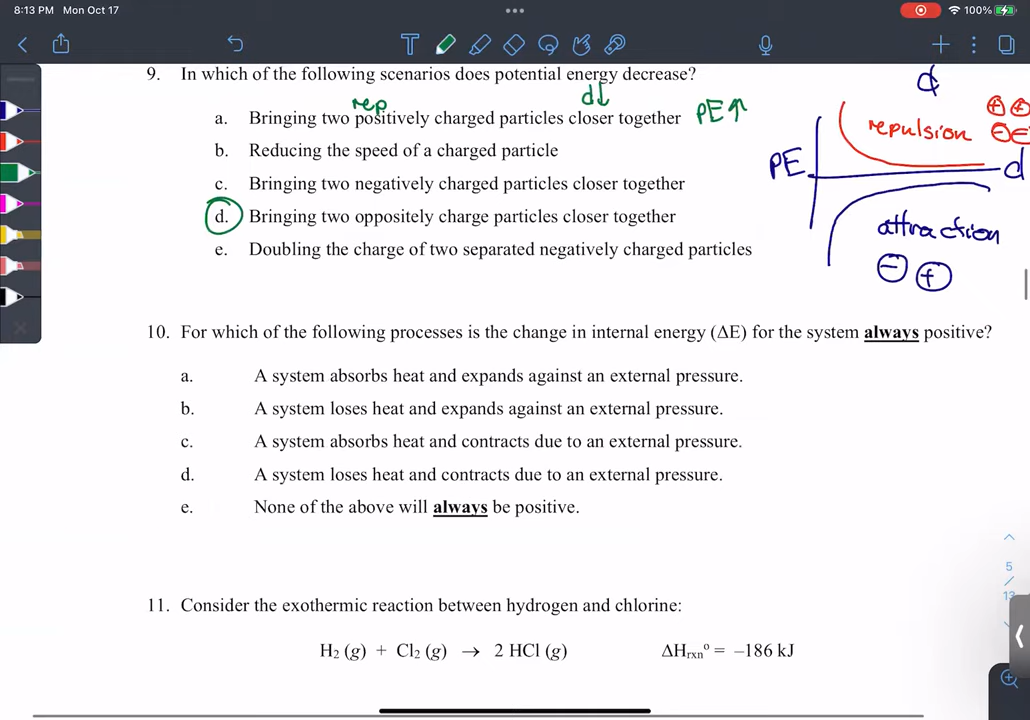 8:13 PM Mon Oct 17
100%
9. In which of the following scenarios does potential energy decrease?
rep
d↓
a. Bringing two positively charged particles closer together PE↑
b. Reducing the speed of a charged particle
c. Bringing two negatively charged particles closer together
d. Bringing two oppositely charge particles closer together
e. Doubling the charge of two separated negatively charged particles
repulsion
PE
d
attraction
10. For which of the following processes is the change in internal energy (ΔE) for the system always positive?
a. A system absorbs heat and expands against an external pressure.
b. A system loses heat and expands against an external pressure.
c. A system absorbs heat and contracts due to an external pressure.
d. A system loses heat and contracts due to an external pressure.
e. None of the above will always be positive.
5
/
13
11. Consider the exothermic reaction between hydrogen and chlorine:
H₂ (g) + Cl₂ (g) → 2 HCl (g) ΔHrxn° = –186 kJ